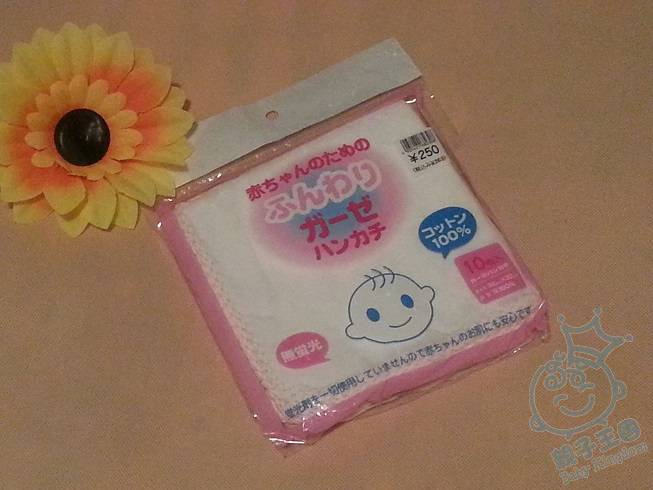 赤ちゃんのための
ふんわり
ガーゼ
ハンカチ
¥250
コットン
100%
無蛍光
蛍光剤を一切使用していませんので赤ちゃんのお肌にも安心です
親子王国
Baby Kingdom